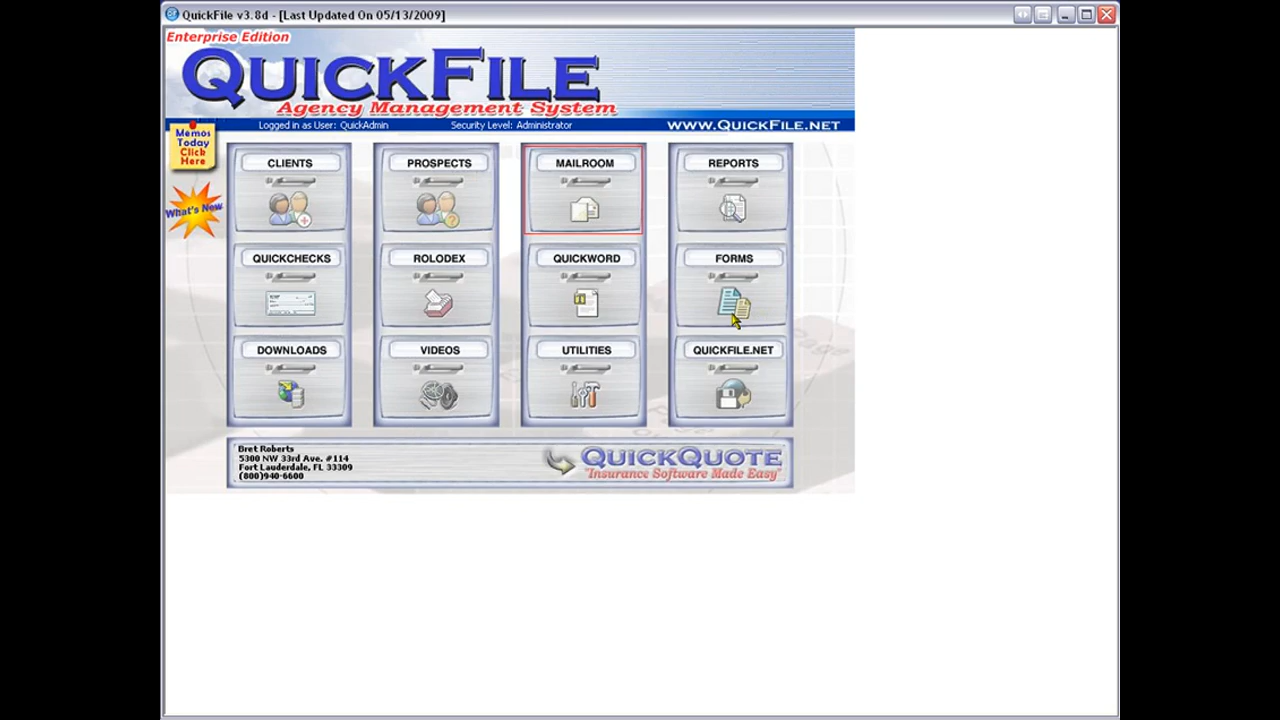 QuickFile v3.8d - [Last Updated On 05/13/2009]
Enterprise Edition
QUICKFILE
Agency Management System
Logged in as User: QuickAdmin Security Level: Administrator WWW.QUICKFILE.NET
Memos
Today
Click
Here
What's New
CLIENTS PROSPECTS MAILROOM REPORTS
QUICKCHECKS ROLODEX QUICKWORD FORMS
DOWNLOADS VIDEOS UTILITIES QUICKFILE.NET
Bret Roberts
5300 NW 33rd Ave. #114
Fort Lauderdale, FL 33309
(800)940-6600
QUICKQUOTE
"Insurance Software Made Easy"